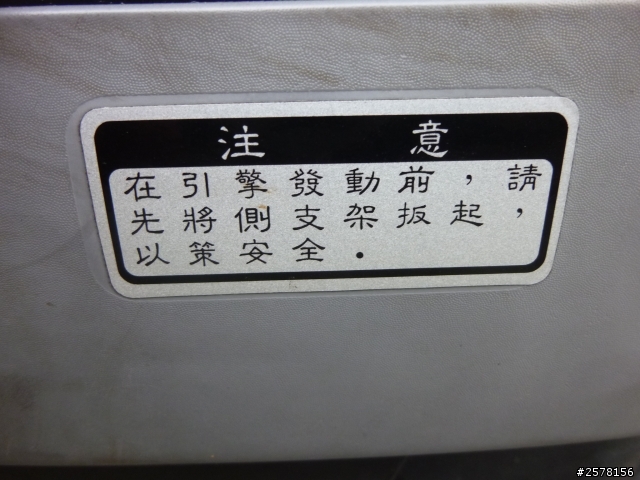 注意
在引擎發動前，請
先將側支架扳起，
以策安全．
#2578156